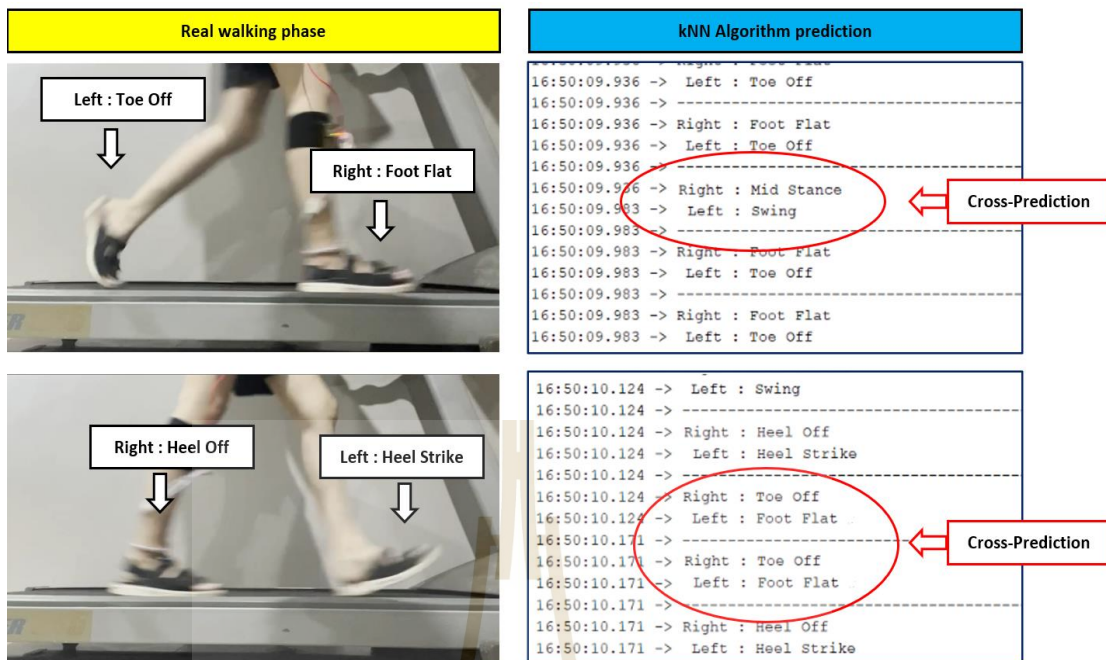 Real walking phase
kNN Algorithm prediction
Left : Toe Off
Right : Foot Flat
16:50:09.936 -> Left : Toe Off
16:50:09.936 -> --------------------------------------
16:50:09.936 -> Right : Foot Flat
16:50:09.936 -> Left : Toe Off
16:50:09.936 -> --------------------------------------
16:50:09.936 -> Right : Mid Stance
16:50:09.983 -> Left : Swing
16:50:09.983 -> --------------------------------------
16:50:09.983 -> Right : Foot Flat
16:50:09.983 -> Left : Toe Off
16:50:09.983 -> --------------------------------------
16:50:09.983 -> Right : Foot Flat
16:50:09.983 -> Left : Toe Off
Cross-Prediction
Right : Heel Off
Left : Heel Strike
16:50:10.124 -> Left : Swing
16:50:10.124 -> --------------------------------------
16:50:10.124 -> Right : Heel Off
16:50:10.124 -> Left : Heel Strike
16:50:10.124 -> --------------------------------------
16:50:10.124 -> Right : Toe Off
16:50:10.124 -> Left : Foot Flat
16:50:10.171 -> --------------------------------------
16:50:10.171 -> Right : Toe Off
16:50:10.171 -> Left : Foot Flat
16:50:10.171 -> --------------------------------------
16:50:10.171 -> Right : Heel Off
16:50:10.171 -> Left : Heel Strike
Cross-Prediction